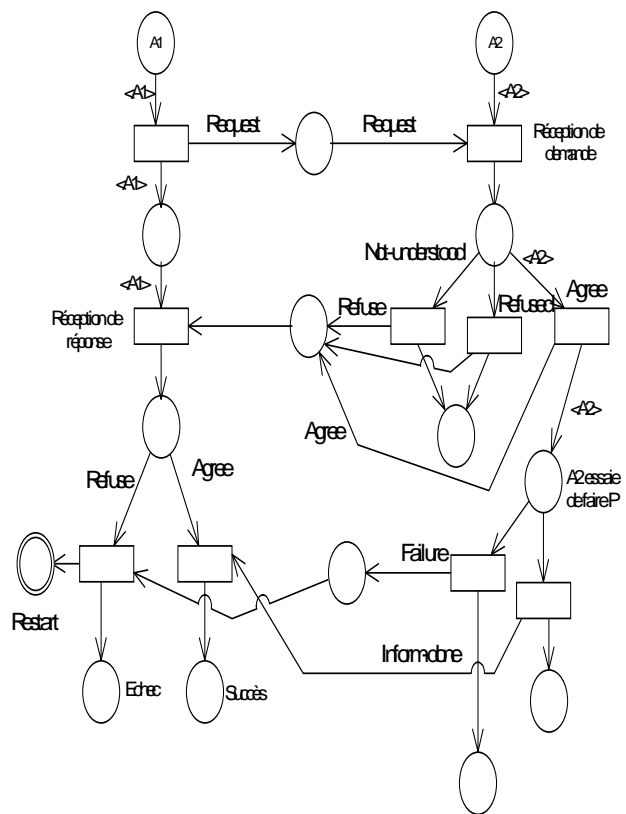 A1
A2
<A1>
<A2>
Request
Request
Réception de
demande
<A1>
Not-understood
<A2>
<A1>
Refuse
Refused
Agree
Réception de
réponse
<A2>
Agree
Refuse
Agree
A2 essaie
de faire P
Failure
Restart
Inform-done
Echec
Succès